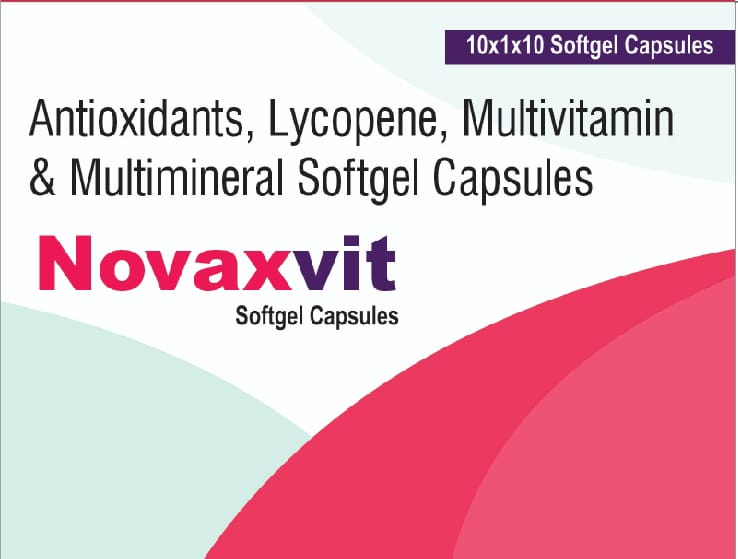 10x1x10 Softgel Capsules
Antioxidants, Lycopene, Multivitamin
& Multimineral Softgel Capsules
Novaxvit
Softgel Capsules